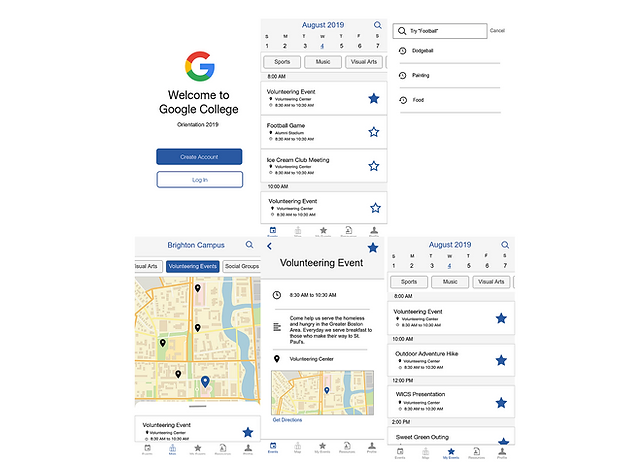 Welcome to
Google College
Orientation 2019
Create Account
Log In
August 2019
S M T W T F S
1 2 3 4 5 6 7
Sports Music Visual Arts
8:00 AM
Volunteering Event
Volunteering Center
8:30 AM to 10:30 AM
Football Game
Alumni Stadium
8:30 AM to 10:30 AM
Ice Cream Club Meeting
Volunteering Center
8:30 AM to 10:30 AM
10:00 AM
Volunteering Event
Volunteering Center
8:30 AM to 10:30 AM
Events Map My Events Resources Profile
Try "Football"
Cancel
Dodgeball
Painting
Food
Brighton Campus
isual Arts Volunteering Events Social Groups
Volunteering Event
Volunteering Center
8:30 AM to 10:30 AM
Events Map My Events Resources Profile
Volunteering Event
8:30 AM to 10:30 AM
Come help us serve the homeless
and hungry in the Greater Boston
Area. Everyday we serve breakfast to
those who make their way to St.
Paul's.
Volunteering Center
Get Directions
Events Map My Events Resources Profile
August 2019
S M T W T F S
1 2 3 4 5 6 7
Sports Music Visual Arts
8:00 AM
Volunteering Event
Volunteering Center
8:30 AM to 10:30 AM
10:00 AM
Outdoor Adventure Hike
Volunteering Center
8:30 AM to 10:30 AM
12:00 PM
WICS Presentation
Volunteering Center
8:30 AM to 10:30 AM
2:00 PM
Sweet Green Outing
Events Map My Events Resources Profile